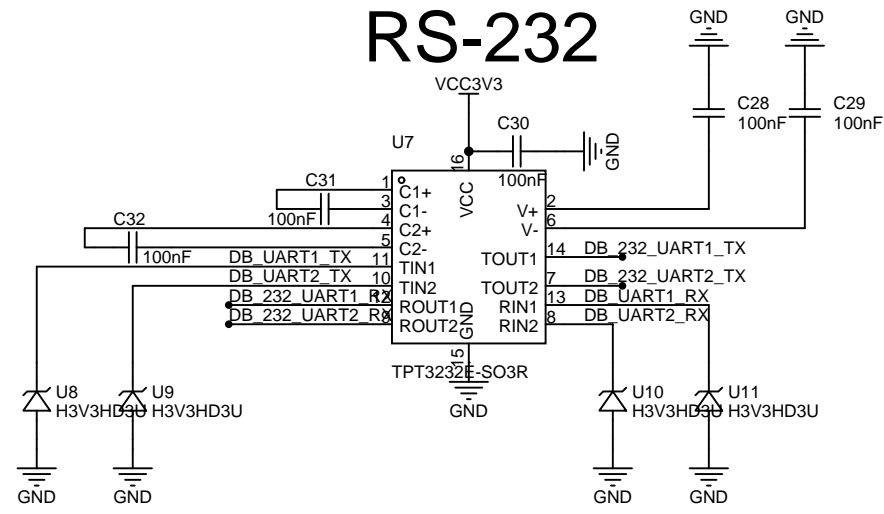 RS-232
GND
GND
VCC3V3
C30
100nF
GND
C28
100nF
C29
100nF
U7
16
VCC
C31
100nF
1
C1+
3
C1-
C32
100nF
4
C2+
5
C2-
DB_UART1_TX
11
TIN1
DB_UART2_TX
10
TIN2
DB_232_UART1_RX
12
ROUT1
DB_232_UART2_RX
9
ROUT2
V+
2
V-
6
TOUT1
14
DB_232_UART1_TX
TOUT2
7
DB_232_UART2_TX
RIN1
13
DB_UART1_RX
RIN2
8
DB_UART2_RX
GND
15
TPT3232E-SO3R
GND
U8
H3V3HD3U
U9
H3V3HD3U
U10
H3V3HD3U
U11
H3V3HD3U
GND
GND
GND
GND